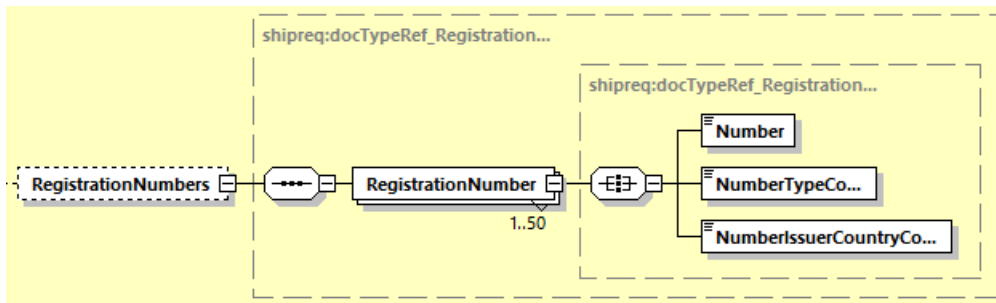 shipreq:docTypeRef_Registration...
shipreq:docTypeRef_Registration...
Number
RegistrationNumbers
RegistrationNumber
NumberTypeCo...
1..50
NumberIssuerCountryCo...